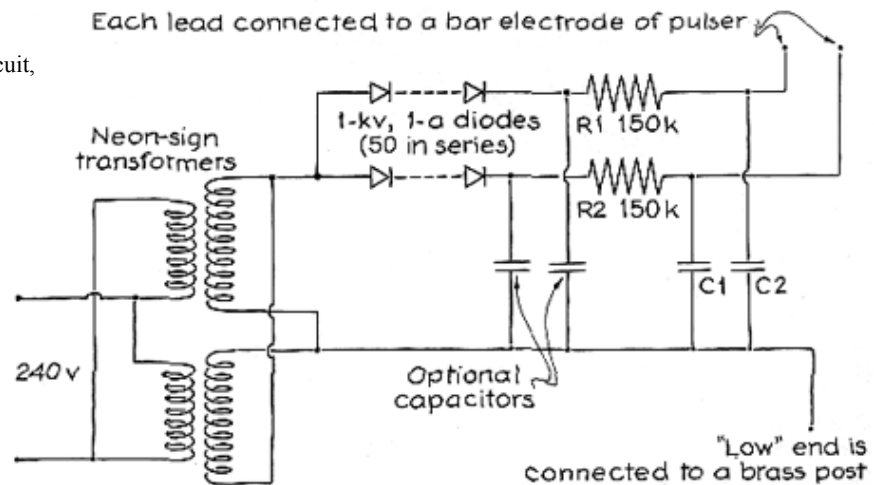 Each lead connected to a bar electrode of pulser
cuit,
Neon-sign
transformers
1-kv, 1-a diodes
(50 in series)
R1 150k
R2 150k
C1
C2
240 v
Optional
capacitors
"Low" end is
connected to a brass post